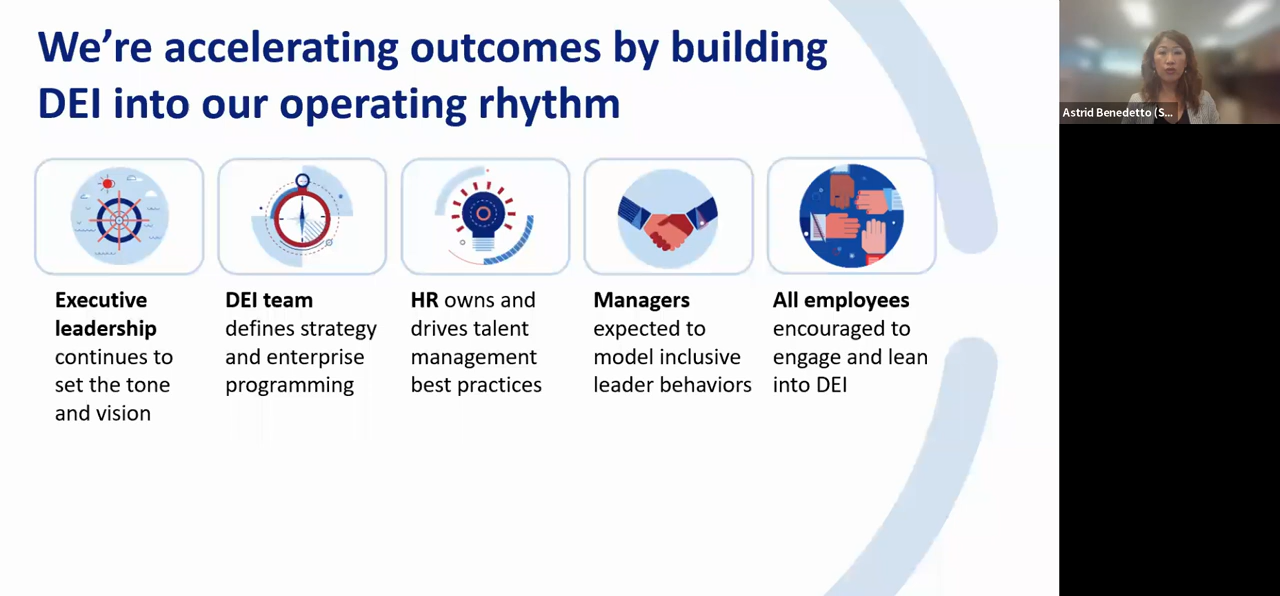 We're accelerating outcomes by building
DEI into our operating rhythm
Executive
leadership
continues to
set the tone
and vision
DEI team
defines strategy
and enterprise
programming
HR owns and
drives talent
management
best practices
Managers
expected to
model inclusive
leader behaviors
All employees
encouraged to
engage and lean
into DEI
Astrid Benedetto (S...